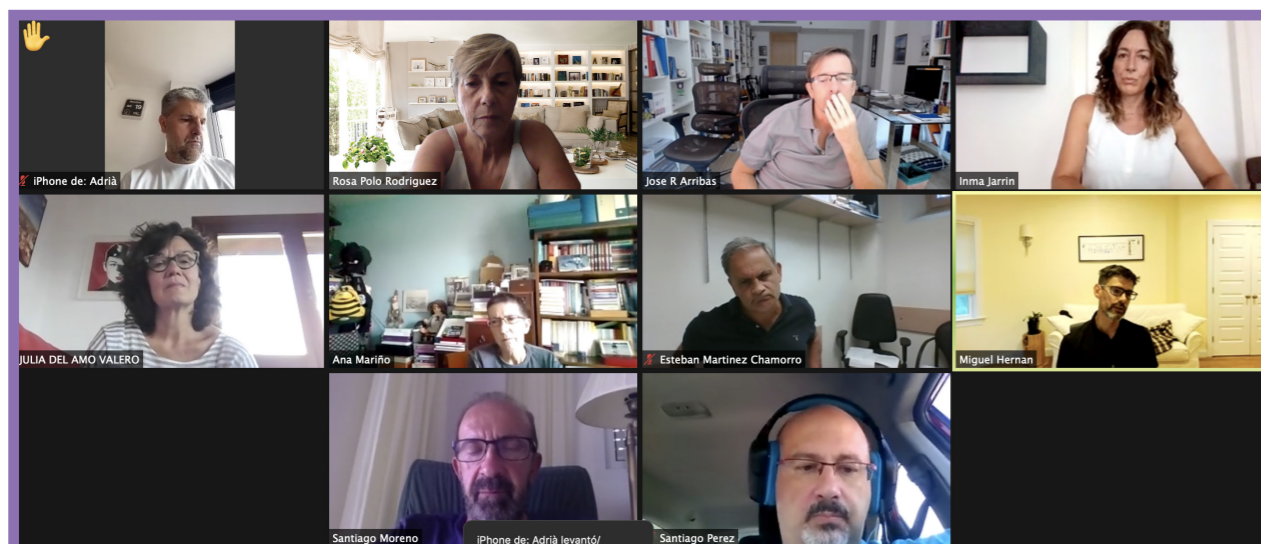 iPhone de: Adrià
Rosa Polo Rodriguez
Jose R Arribas
Inma Jarrin
JULIA DEL AMO VALERO
Ana Mariño
Esteban Martinez Chamorro
Miguel Hernan
Santiago Moreno
iPhone de: Adrià levantó/
Santiago Perez